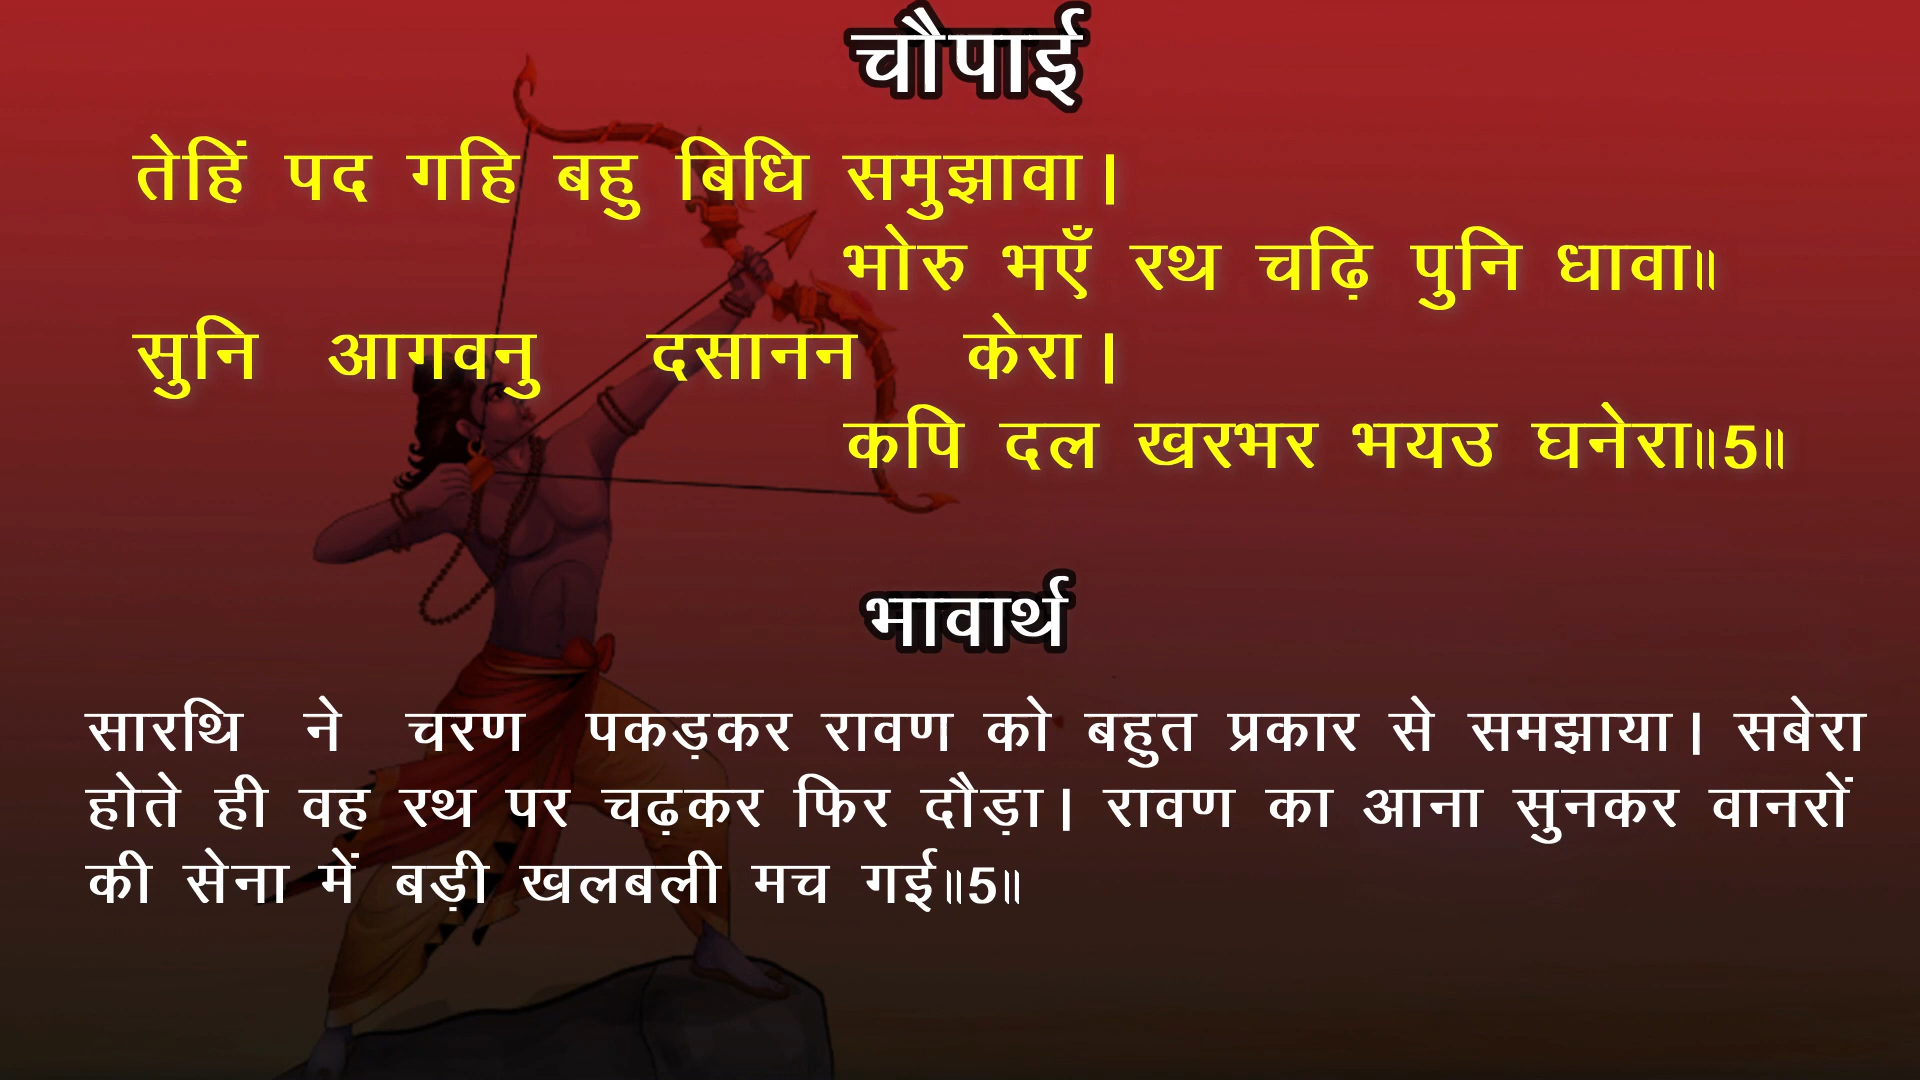 चौपाई
तेहिं पद गहि बहु बिधि समुझावा।
भोरु भएँ रथ चढ़ि पुनि धावा॥
सुनि आगवनु दसानन केरा।
कपि दल खरभर भयउ घनेरा॥5॥
भावार्थ
सारथि ने चरण पकड़कर रावण को बहुत प्रकार से समझाया। सबेरा
होते ही वह रथ पर चढ़कर फिर दौड़ा। रावण का आना सुनकर वानरों
की सेना में बड़ी खलबली मच गई॥5॥